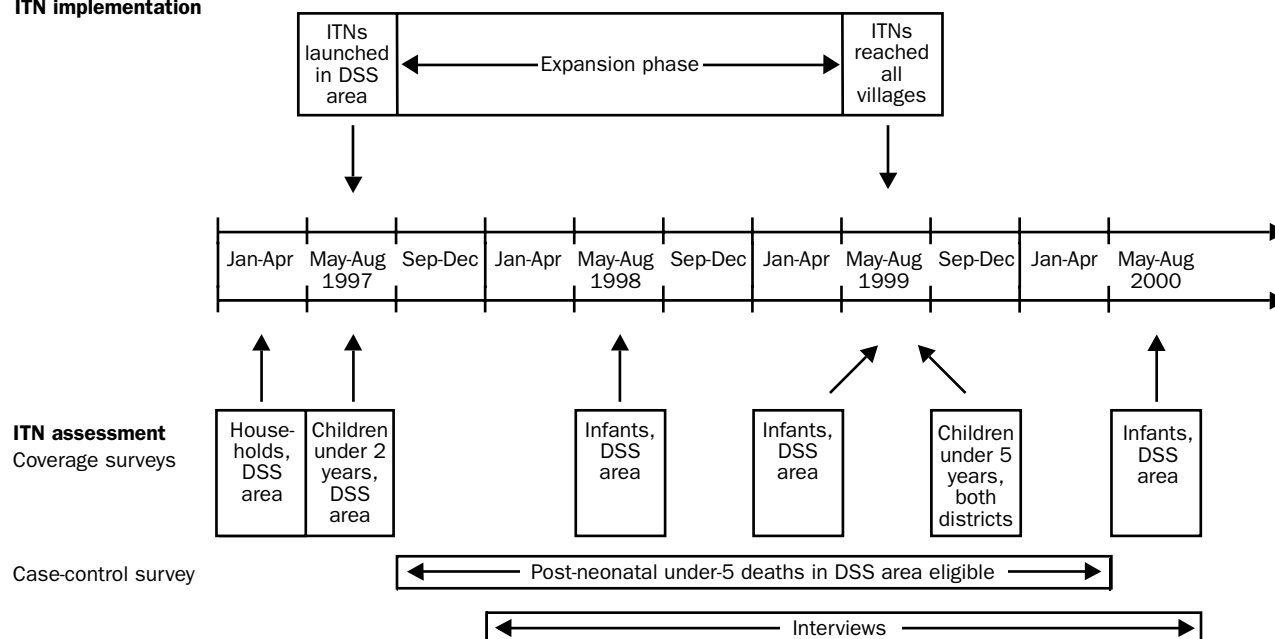 ITN implementation
ITNs
launched
in DSS
area
Expansion phase
ITNs
reached
all
villages
Jan-Apr May-Aug Sep-Dec Jan-Apr May-Aug Sep-Dec Jan-Apr May-Aug Sep-Dec Jan-Apr May-Aug
1997 1998 1999 2000
ITN assessment
Coverage surveys
House-
holds,
DSS
area
Children
under 2
years,
DSS
area
Infants,
DSS
area
Infants,
DSS
area
Children
under 5
years,
both
districts
Infants,
DSS
area
Case-control survey
Post-neonatal under-5 deaths in DSS area eligible
Interviews